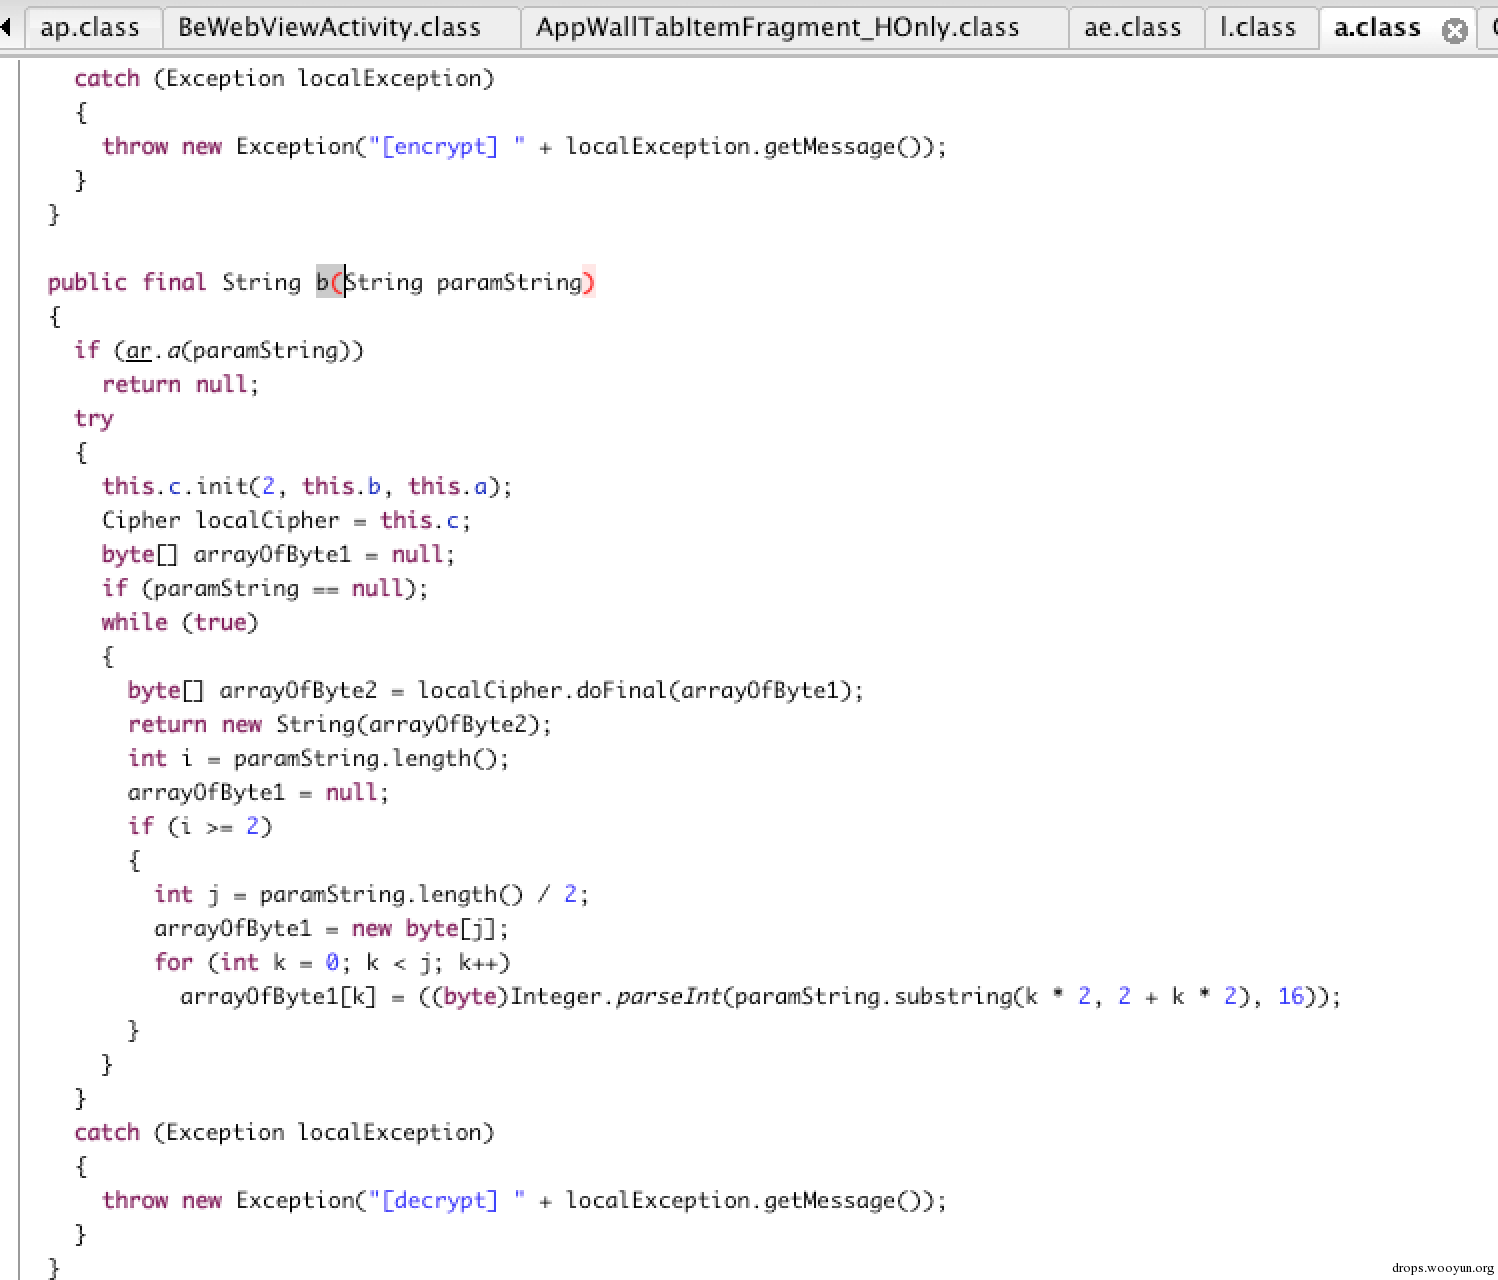 ap.class BeWebViewActivity.class AppWallTabItemFragment_HOnly.class ae.class l.class a.class
catch (Exception localException)
{
throw new Exception("[encrypt] " + localException.getMessage());
}
}
public final String b(String paramString)
{
if (ar.a(paramString))
return null;
try
{
this.c.init(2, this.b, this.a);
Cipher localCipher = this.c;
byte[] arrayOfByte1 = null;
if (paramString == null);
while (true)
{
byte[] arrayOfByte2 = localCipher.doFinal(arrayOfByte1);
return new String(arrayOfByte2);
int i = paramString.length();
arrayOfByte1 = null;
if (i >= 2)
{
int j = paramString.length() / 2;
arrayOfByte1 = new byte[j];
for (int k = 0; k < j; k++)
arrayOfByte1[k] = ((byte)Integer.parseInt(paramString.substring(k * 2, 2 + k * 2), 16));
}
}
}
catch (Exception localException)
{
throw new Exception("[decrypt] " + localException.getMessage());
}
}
drops.wooyun.org